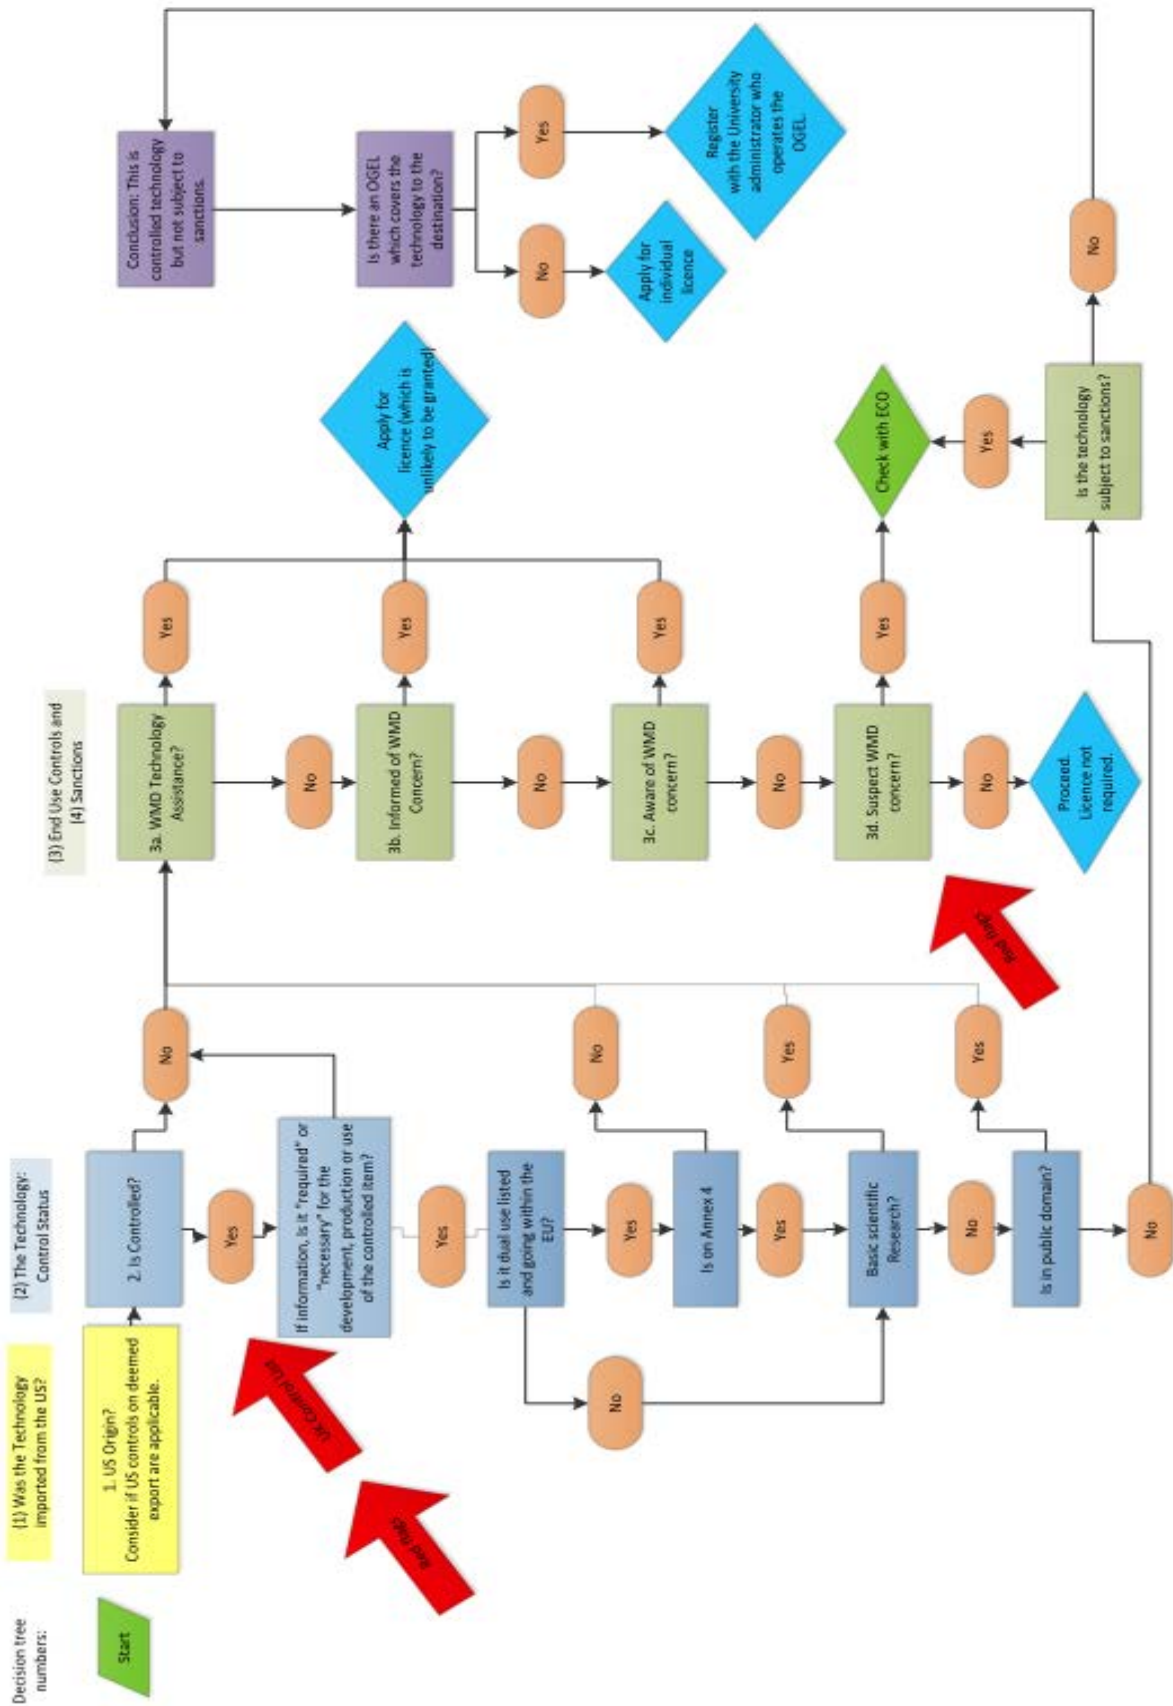 Decision tree
numbers:
(1) Was the Technology
imported from the US?
(2) The Technology:
Control Status
(3) End Use Controls and
(4) Sanctions
Start
1. US Origin?
Consider if US controls on deemed
export are applicable.
2. Is Controlled?
No
Yes
If information, Is it "required" or
"necessary" for the
development, production or use
of the controlled item?
Yes
Is it dual use listed
and going within the
EU?
No
Yes
Is on Annex 4
No
Yes
Basic scientific
Research?
Yes
No
Is in public domain?
Yes
No
UK Control List
Red flags
3a. WMD Technology
Assistance?
Yes
No
3b. Informed of WMD
Concern?
Yes
No
3c. Aware of WMD
concern?
Yes
No
3d. Suspect WMD
concern?
Yes
No
Proceed.
Licence not
required.
Red flags
Apply for
licence (which is
unlikely to be granted)
Check with ECO
Yes
Is the technology
subject to sanctions?
No
Conclusion: This is
controlled technology
but not subject to
sanctions.
Is there an OGEL
which covers the
technology to the
destination?
No
Yes
Apply for
individual
licence
Register
with the University
administrator who
operates the
OGEL.